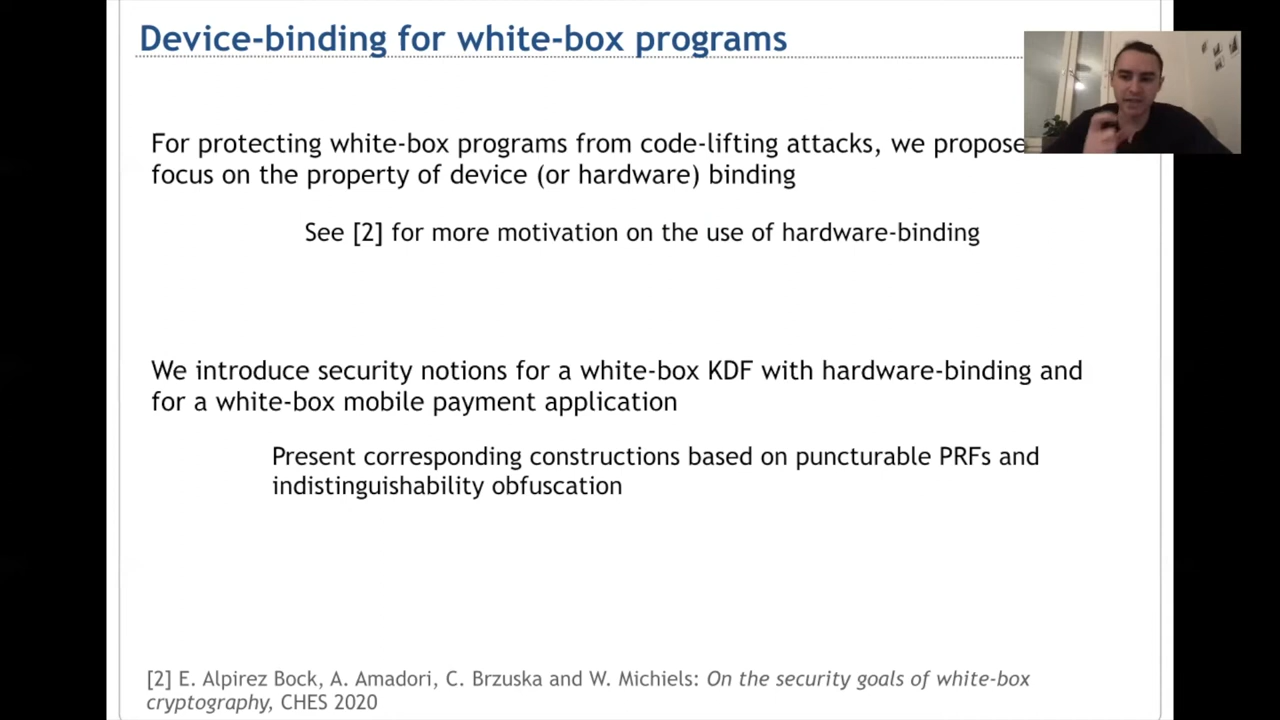 Device-binding for white-box programs
For protecting white-box programs from code-lifting attacks, we propose
focus on the property of device (or hardware) binding
See [2] for more motivation on the use of hardware-binding
We introduce security notions for a white-box KDF with hardware-binding and
for a white-box mobile payment application
Present corresponding constructions based on puncturable PRFs and
indistinguishability obfuscation
[2] E. Alpirez Bock, A. Amadori, C. Brzuska and W. Michiels: On the security goals of white-box
cryptography, CHES 2020